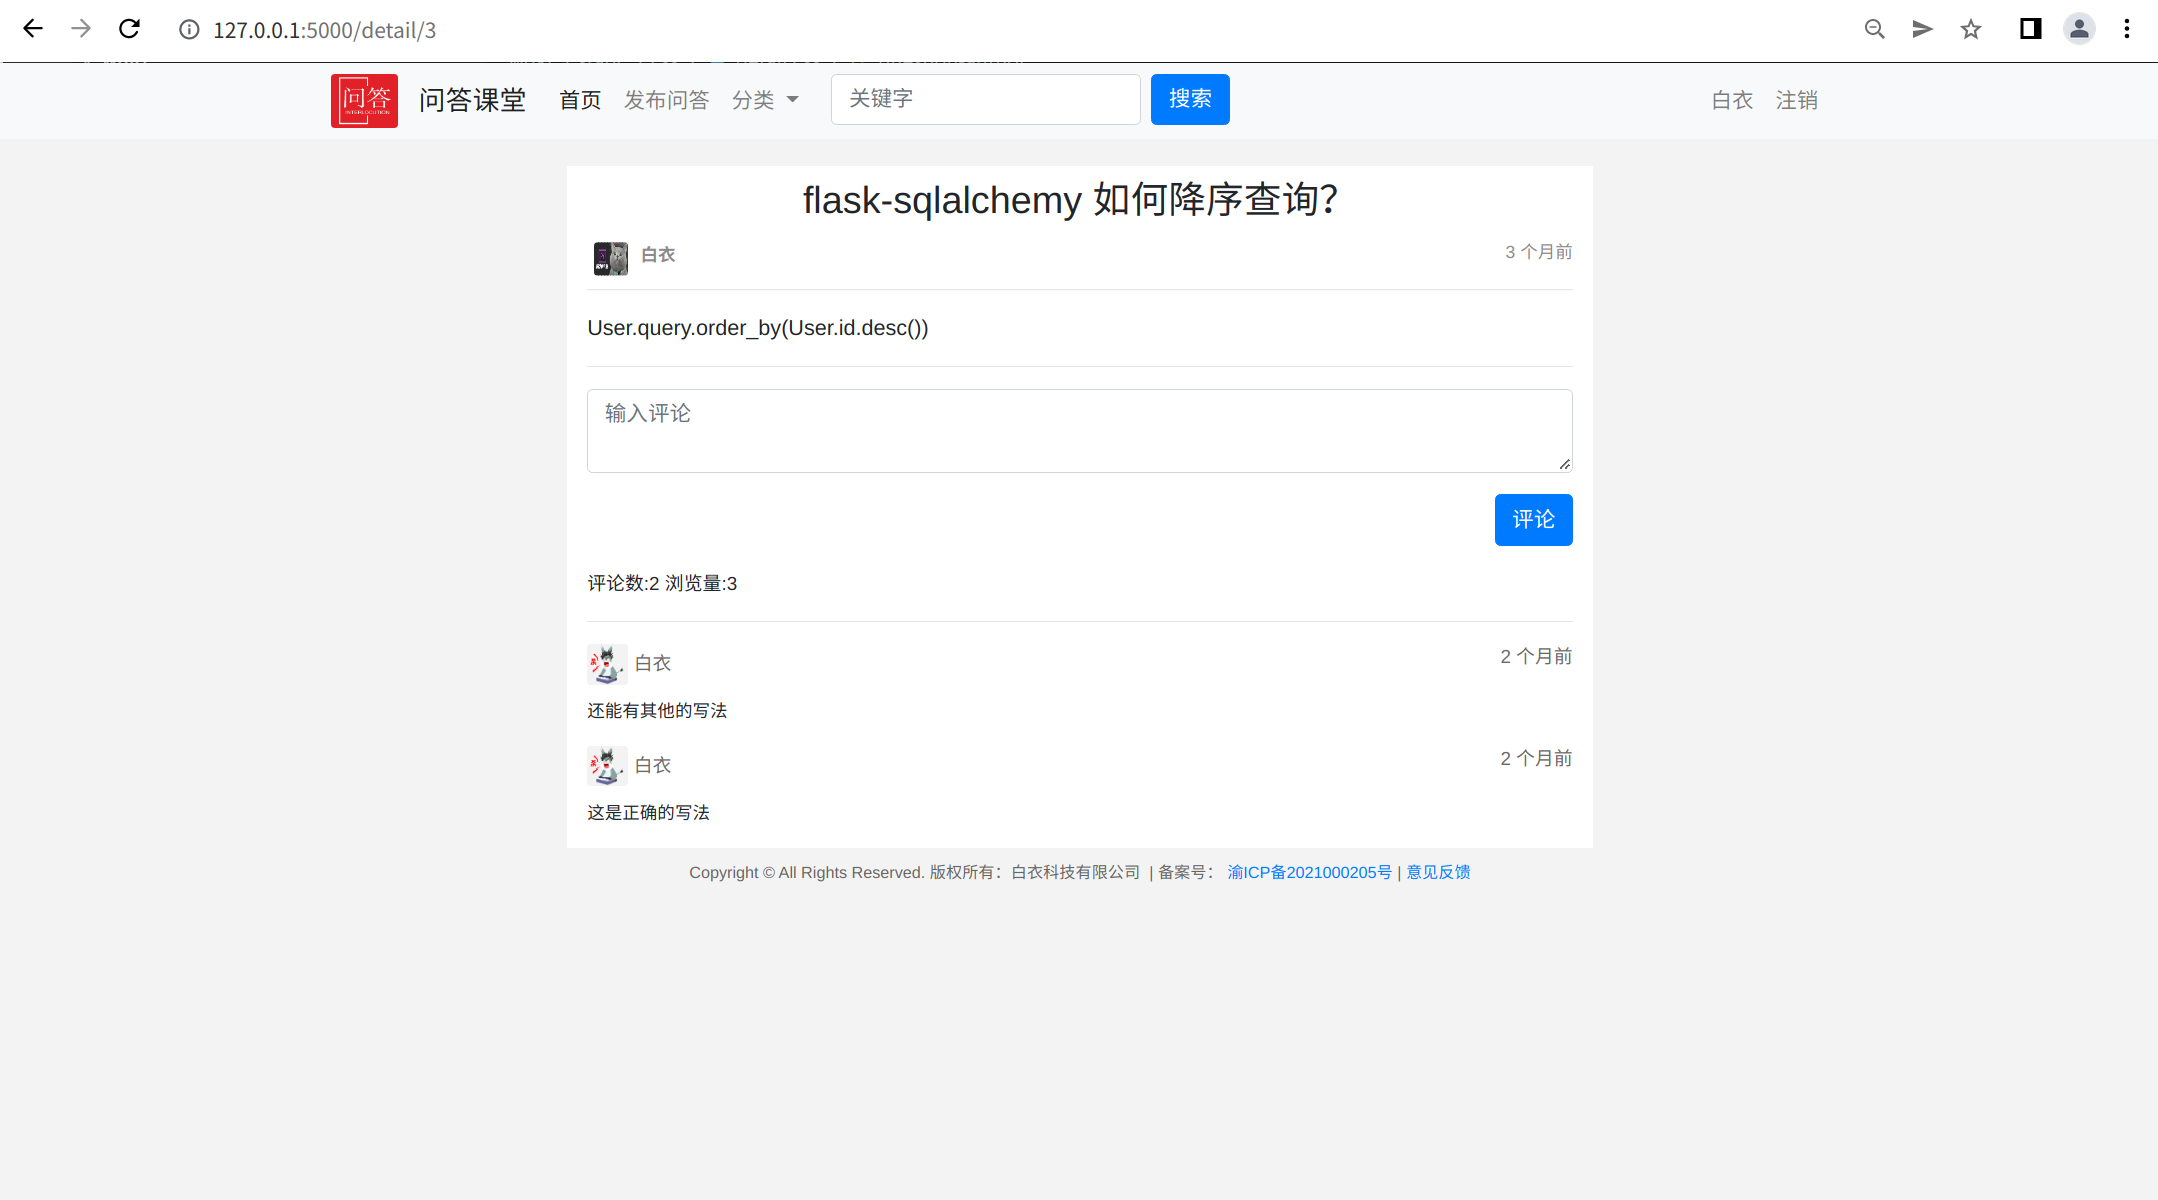 127.0.0.1:5000/detail/3
问答 INTERLOCUTION 问答课堂 首页 发布问答 分类 关键字 搜索 白衣 注销
flask-sqlalchemy 如何降序查询？
白衣 3 个月前
User.query.order_by(User.id.desc())
输入评论
评论
评论数:2 浏览量:3
白衣 2 个月前
还能有其他的写法
白衣 2 个月前
这是正确的写法
Copyright © All Rights Reserved. 版权所有：白衣科技有限公司 | 备案号： 渝ICP备2021000205号 | 意见反馈